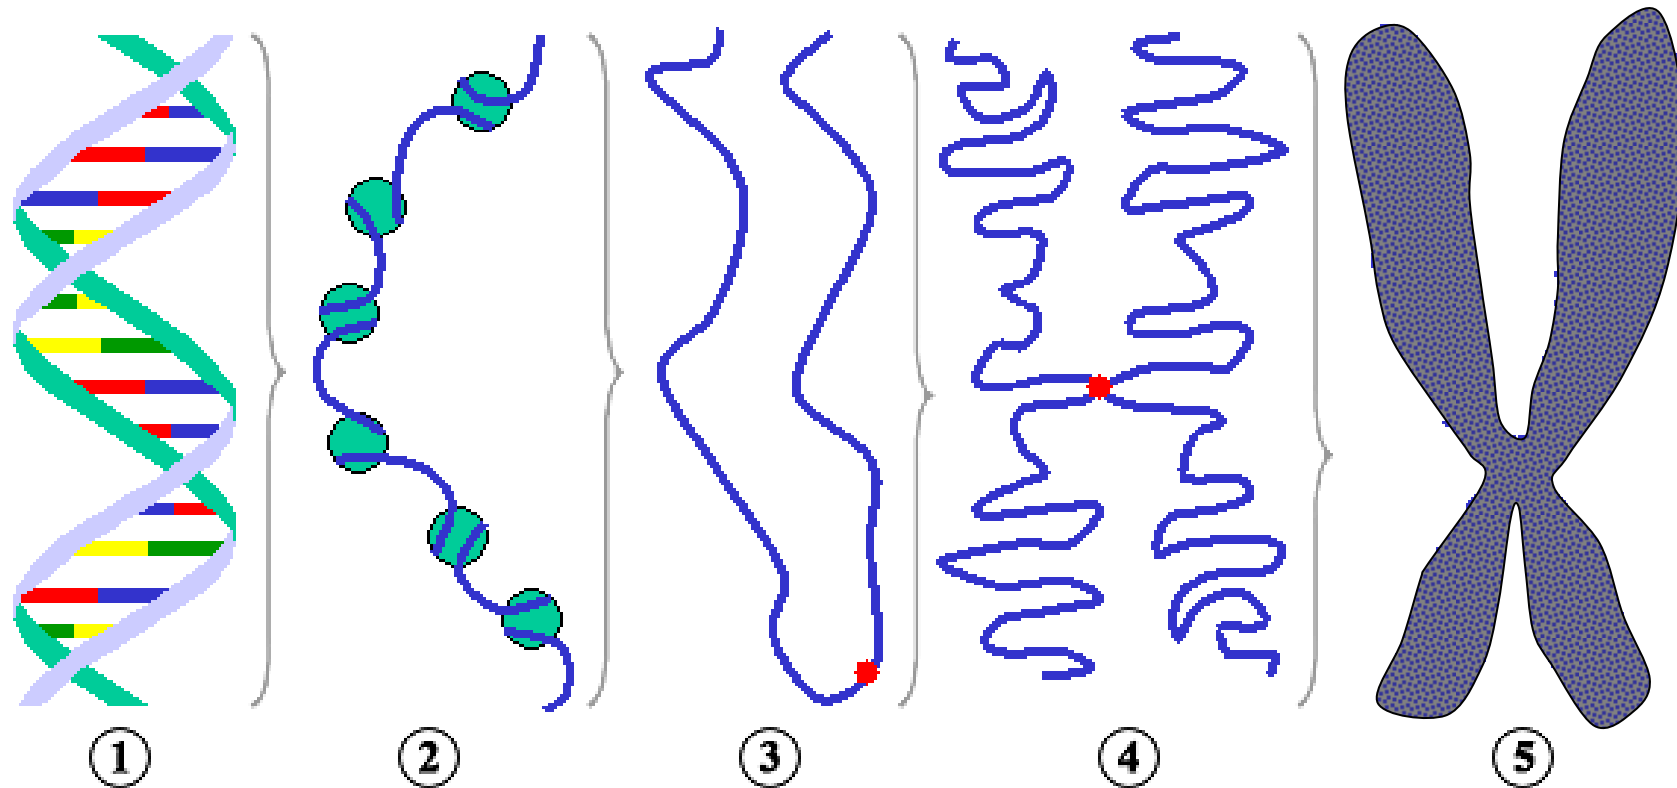 ① ② ③ ④ ⑤